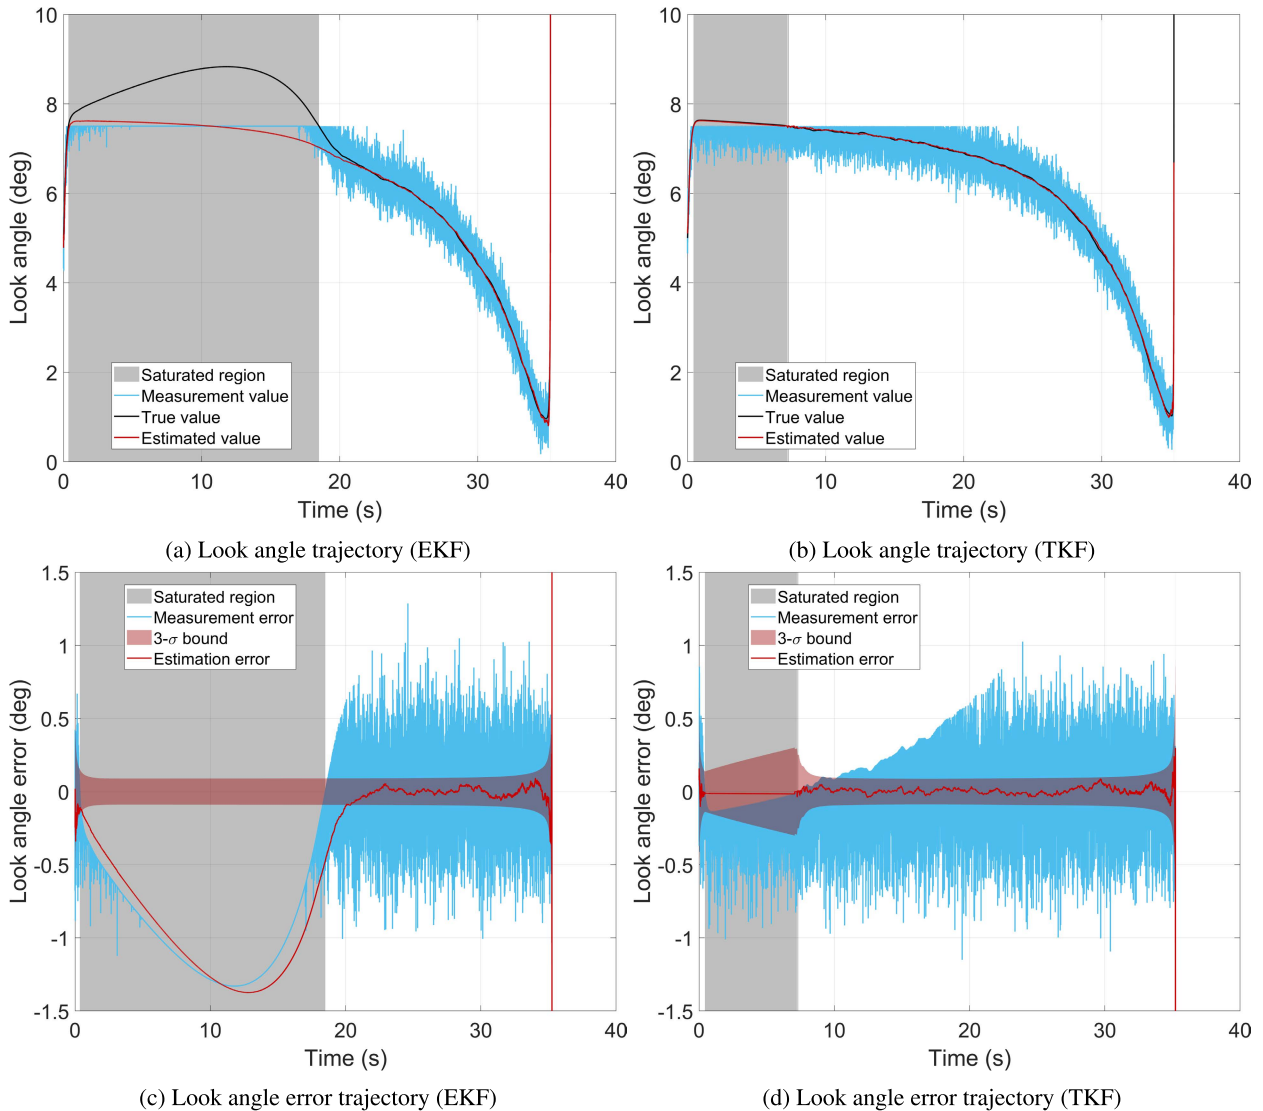 10
8
6
4
2
0
Look angle (deg)
Saturated region
Measurement value
True value
Estimated value
0 10 20 30 40
Time (s)
(a) Look angle trajectory (EKF)
10
8
6
4
2
0
Look angle (deg)
Saturated region
Measurement value
True value
Estimated value
0 10 20 30 40
Time (s)
(b) Look angle trajectory (TKF)
1.5
1
0.5
0
-0.5
-1
-1.5
Look angle error (deg)
Saturated region
Measurement error
3-σ bound
Estimation error
0 10 20 30 40
Time (s)
(c) Look angle error trajectory (EKF)
1.5
1
0.5
0
-0.5
-1
-1.5
Look angle error (deg)
Saturated region
Measurement error
3-σ bound
Estimation error
0 10 20 30 40
Time (s)
(d) Look angle error trajectory (TKF)